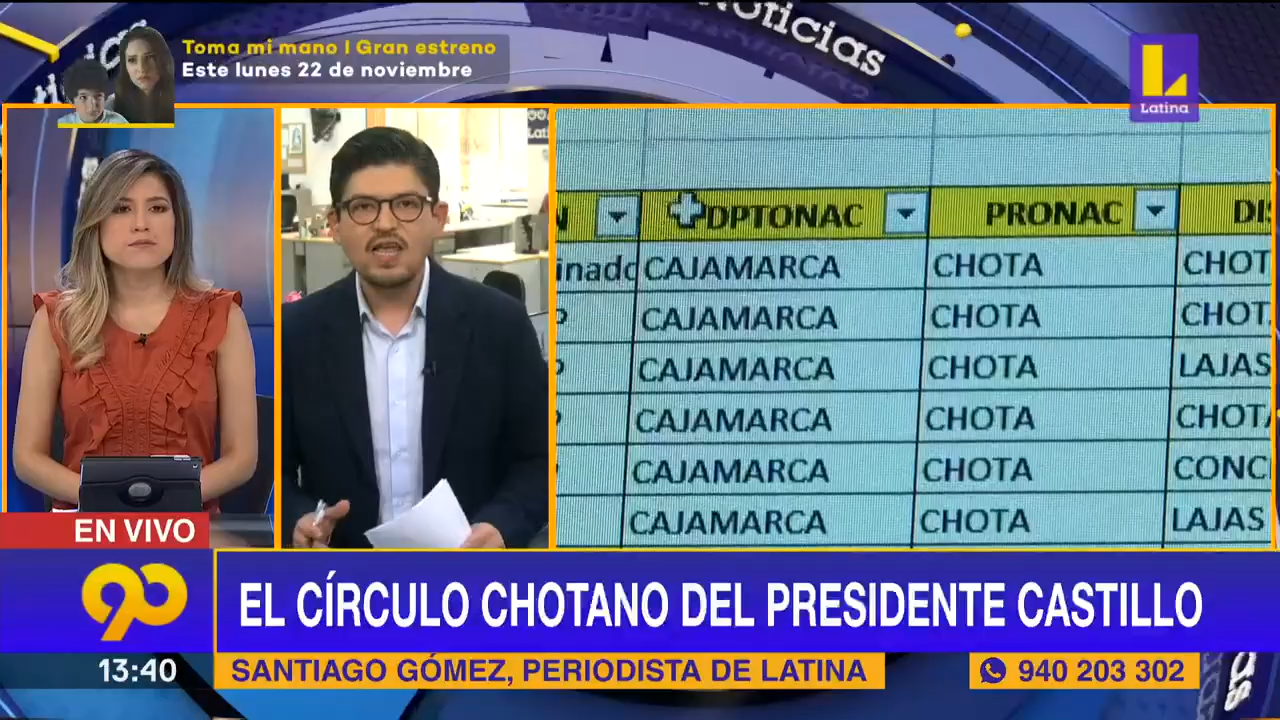 Noticias
Toma mi mano | Gran estreno
Este lunes 22 de noviembre
Latina
Latina
DPTONAC PRONAC
CAJAMARCA CHOTA CHOT
CAJAMARCA CHOTA CHOT
CAJAMARCA CHOTA LAJAS
CAJAMARCA CHOTA CHOTA
CAJAMARCA CHOTA CONC
CAJAMARCA CHOTA LAJAS
EN VIVO
90
EL CÍRCULO CHOTANO DEL PRESIDENTE CASTILLO
13:40
SANTIAGO GÓMEZ, PERIODISTA DE LATINA
940 203 302